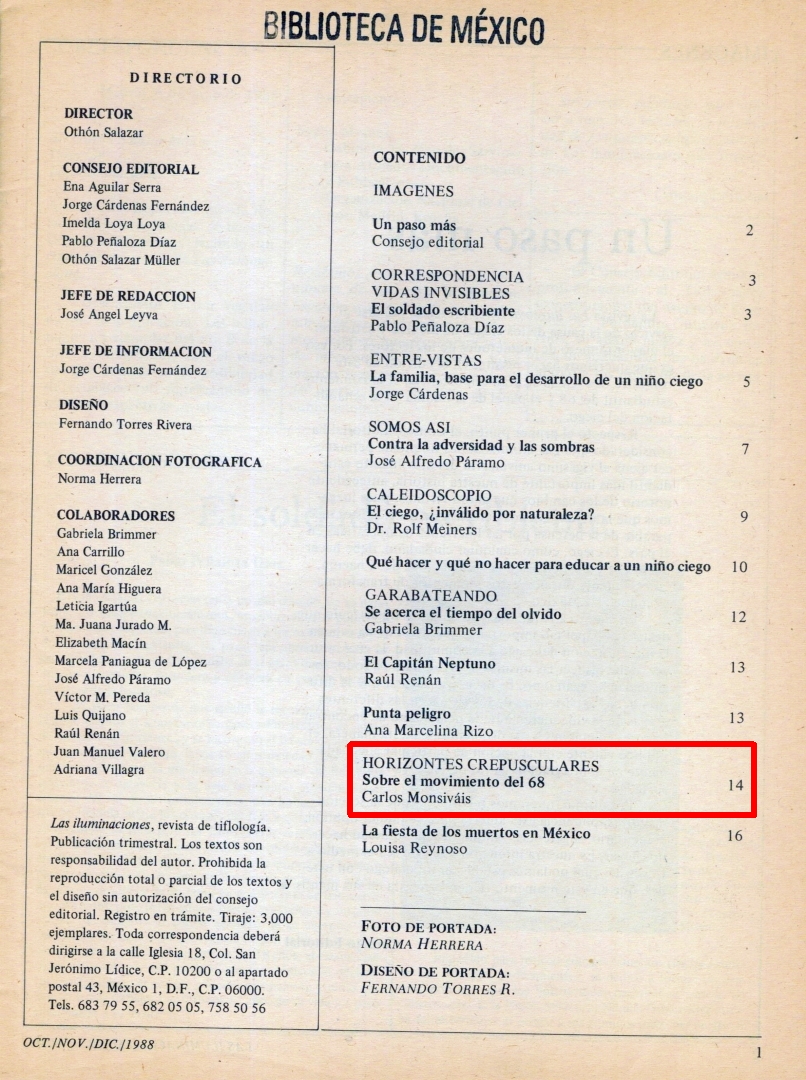 BIBLIOTECA DE MÉXICO
DIRECTORIO
DIRECTOR
Othón Salazar
CONSEJO EDITORIAL
Ena Aguilar Serra
Jorge Cárdenas Fernández
Imelda Loya Loya
Pablo Peñaloza Díaz
Othón Salazar Müller
JEFE DE REDACCION
José Angel Leyva
JEFE DE INFORMACION
Jorge Cárdenas Fernández
DISEÑO
Fernando Torres Rivera
COORDINACION FOTOGRAFICA
Norma Herrera
COLABORADORES
Gabriela Brimmer
Ana Carrillo
Maricel González
Ana María Higuera
Leticia Igartúa
Ma. Juana Jurado M.
Elizabeth Macín
Marcela Paniagua de López
José Alfredo Páramo
Víctor M. Pereda
Luis Quijano
Raúl Renán
Juan Manuel Valero
Adriana Villagra
Las iluminaciones, revista de tiflología.
Publicación trimestral. Los textos son
responsabilidad del autor. Prohibida la
reproducción total o parcial de los textos y
el diseño sin autorización del consejo
editorial. Registro en trámite. Tiraje: 3,000
ejemplares. Toda correspondencia deberá
dirigirse a la calle Iglesia 18, Col. San
Jerónimo Lídice, C.P. 10200 o al apartado
postal 43, México 1, D.F., C.P. 06000.
Tels. 683 79 55, 682 05 05, 758 50 56
CONTENIDO
IMAGENES
Un paso más 2
Consejo editorial
CORRESPONDENCIA 3
VIDAS INVISIBLES
El soldado escribiente 3
Pablo Peñaloza Díaz
ENTRE-VISTAS
La familia, base para el desarrollo de un niño ciego 5
Jorge Cárdenas
SOMOS ASI
Contra la adversidad y las sombras 7
José Alfredo Páramo
CALEIDOSCOPIO
El ciego, ¿inválido por naturaleza? 9
Dr. Rolf Meiners
Qué hacer y qué no hacer para educar a un niño ciego 10
GARABATEANDO
Se acerca el tiempo del olvido 12
Gabriela Brimmer
El Capitán Neptuno 13
Raúl Renán
Punta peligro 13
Ana Marcelina Rizo
HORIZONTES CREPUSCULARES
Sobre el movimiento del 68 14
Carlos Monsiváis
La fiesta de los muertos en México 16
Louisa Reynoso
FOTO DE PORTADA:
NORMA HERRERA
DISEÑO DE PORTADA:
FERNANDO TORRES R.
OCT./NOV./DIC./1988
1